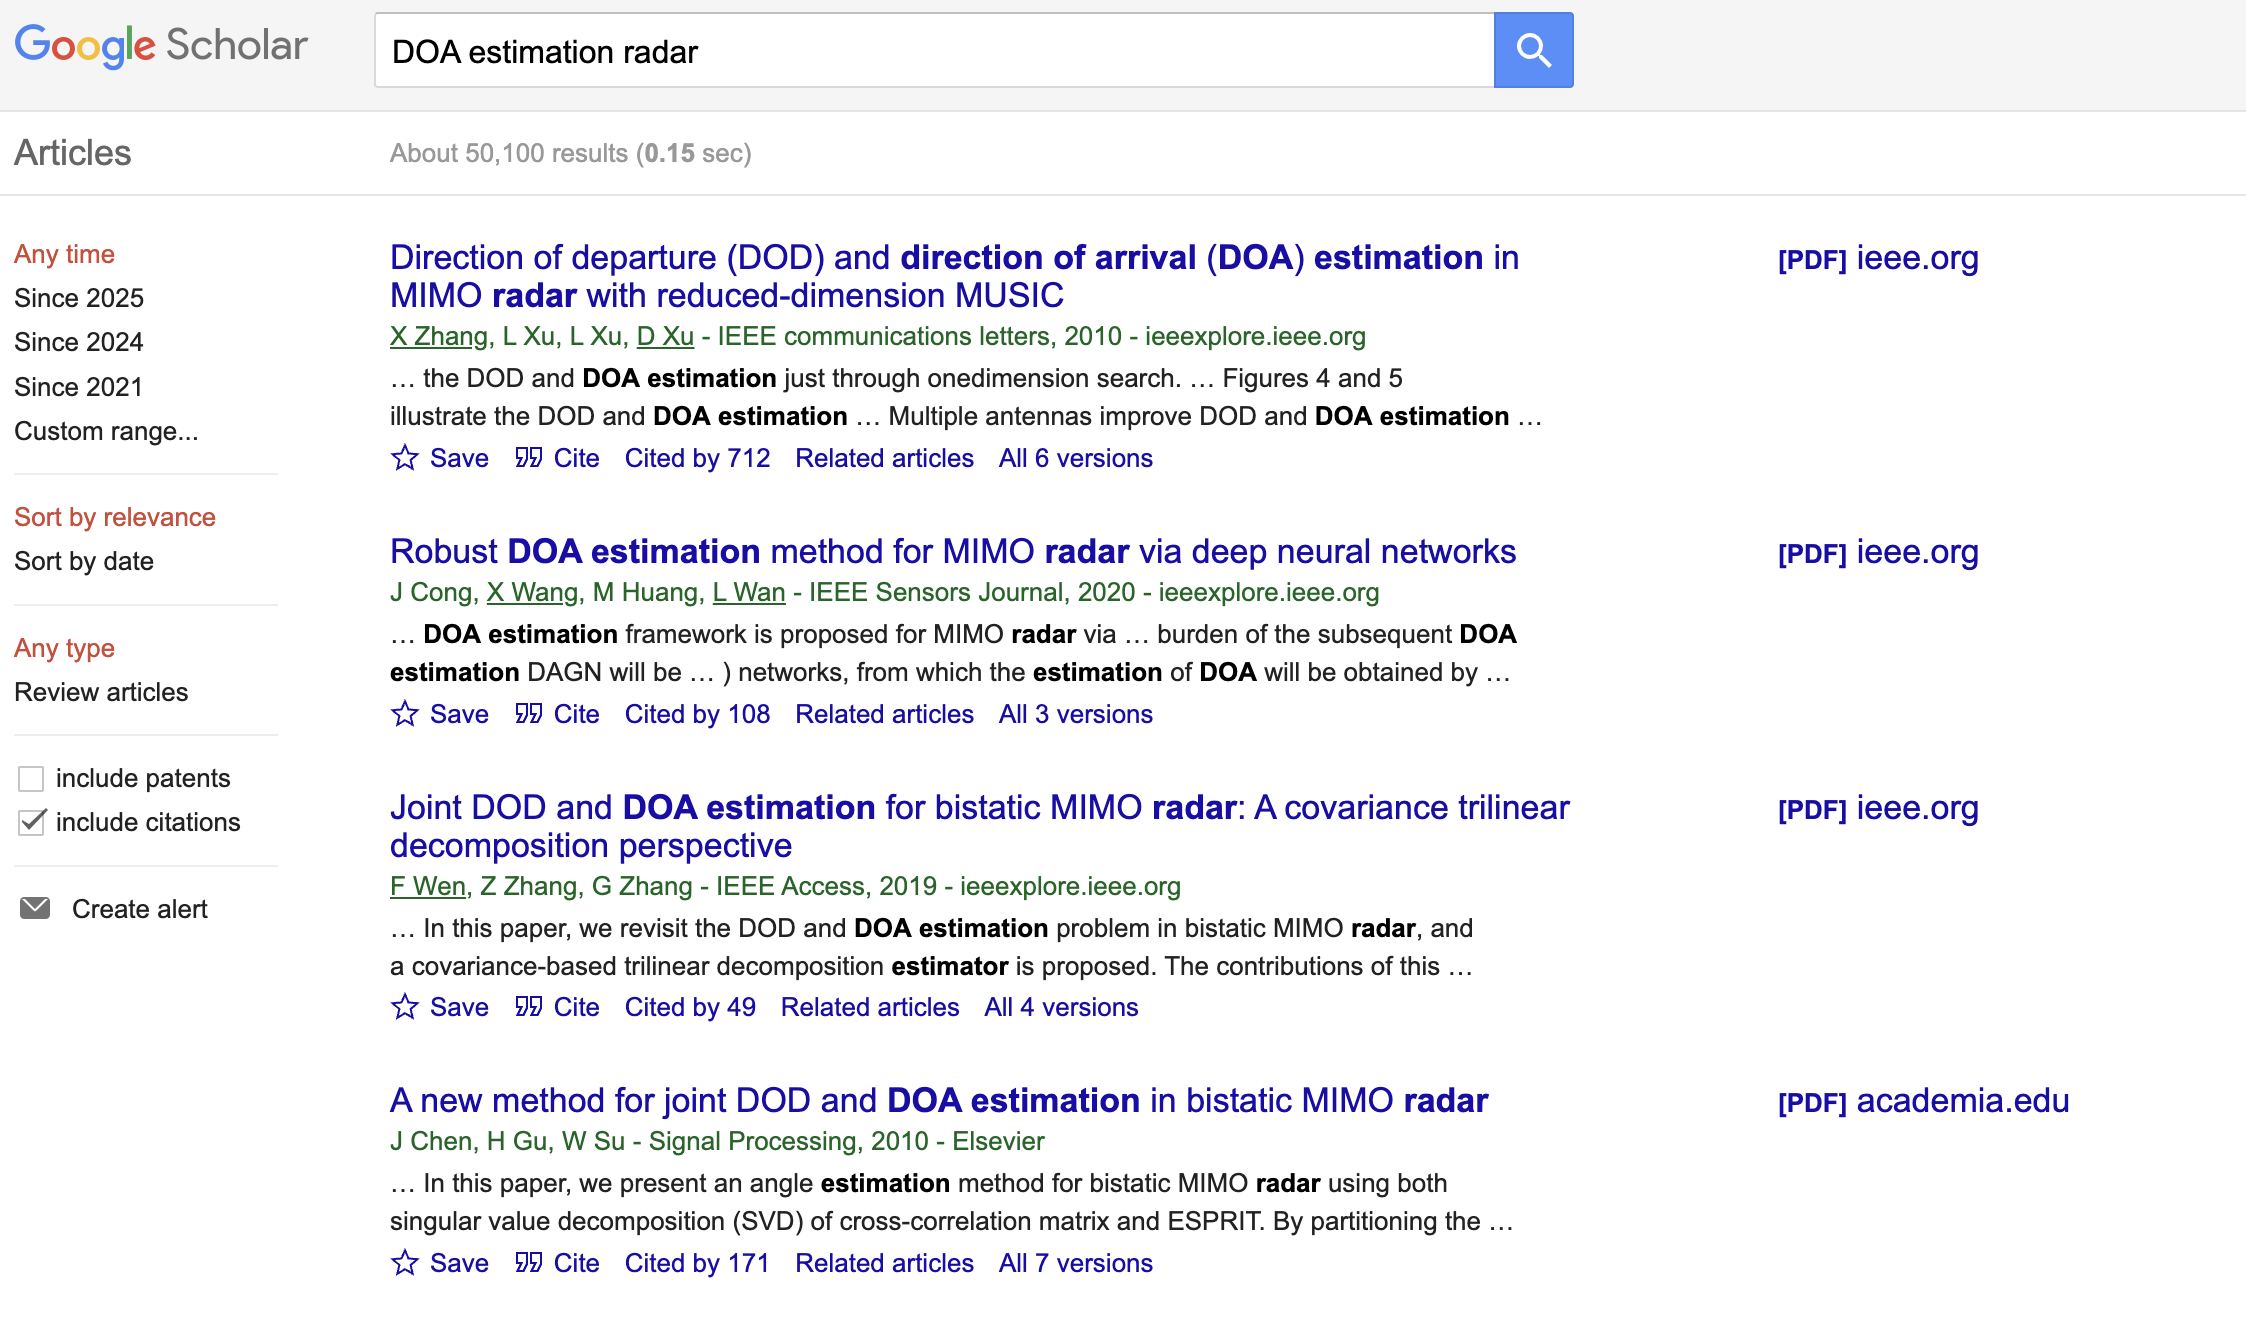 Google Scholar
DOA estimation radar
Articles
About 50,100 results (0.15 sec)
Any time
Since 2025
Since 2024
Since 2021
Custom range...
Sort by relevance
Sort by date
Any type
Review articles
include patents
include citations
Create alert
Direction of departure (DOD) and direction of arrival (DOA) estimation in
MIMO radar with reduced-dimension MUSIC
X Zhang, L Xu, L Xu, D Xu - IEEE communications letters, 2010 - ieeexplore.ieee.org
… the DOD and DOA estimation just through onedimension search. … Figures 4 and 5
illustrate the DOD and DOA estimation … Multiple antennas improve DOD and DOA estimation …
Save Cite Cited by 712 Related articles All 6 versions
[PDF] ieee.org
Robust DOA estimation method for MIMO radar via deep neural networks
J Cong, X Wang, M Huang, L Wan - IEEE Sensors Journal, 2020 - ieeexplore.ieee.org
… DOA estimation framework is proposed for MIMO radar via … burden of the subsequent DOA
estimation DAGN will be … ) networks, from which the estimation of DOA will be obtained by …
Save Cite Cited by 108 Related articles All 3 versions
[PDF] ieee.org
Joint DOD and DOA estimation for bistatic MIMO radar: A covariance trilinear
decomposition perspective
F Wen, Z Zhang, G Zhang - IEEE Access, 2019 - ieeexplore.ieee.org
… In this paper, we revisit the DOD and DOA estimation problem in bistatic MIMO radar, and
a covariance-based trilinear decomposition estimator is proposed. The contributions of this …
Save Cite Cited by 49 Related articles All 4 versions
[PDF] ieee.org
A new method for joint DOD and DOA estimation in bistatic MIMO radar
J Chen, H Gu, W Su - Signal Processing, 2010 - Elsevier
… In this paper, we present an angle estimation method for bistatic MIMO radar using both
singular value decomposition (SVD) of cross-correlation matrix and ESPRIT. By partitioning the …
Save Cite Cited by 171 Related articles All 7 versions
[PDF] academia.edu